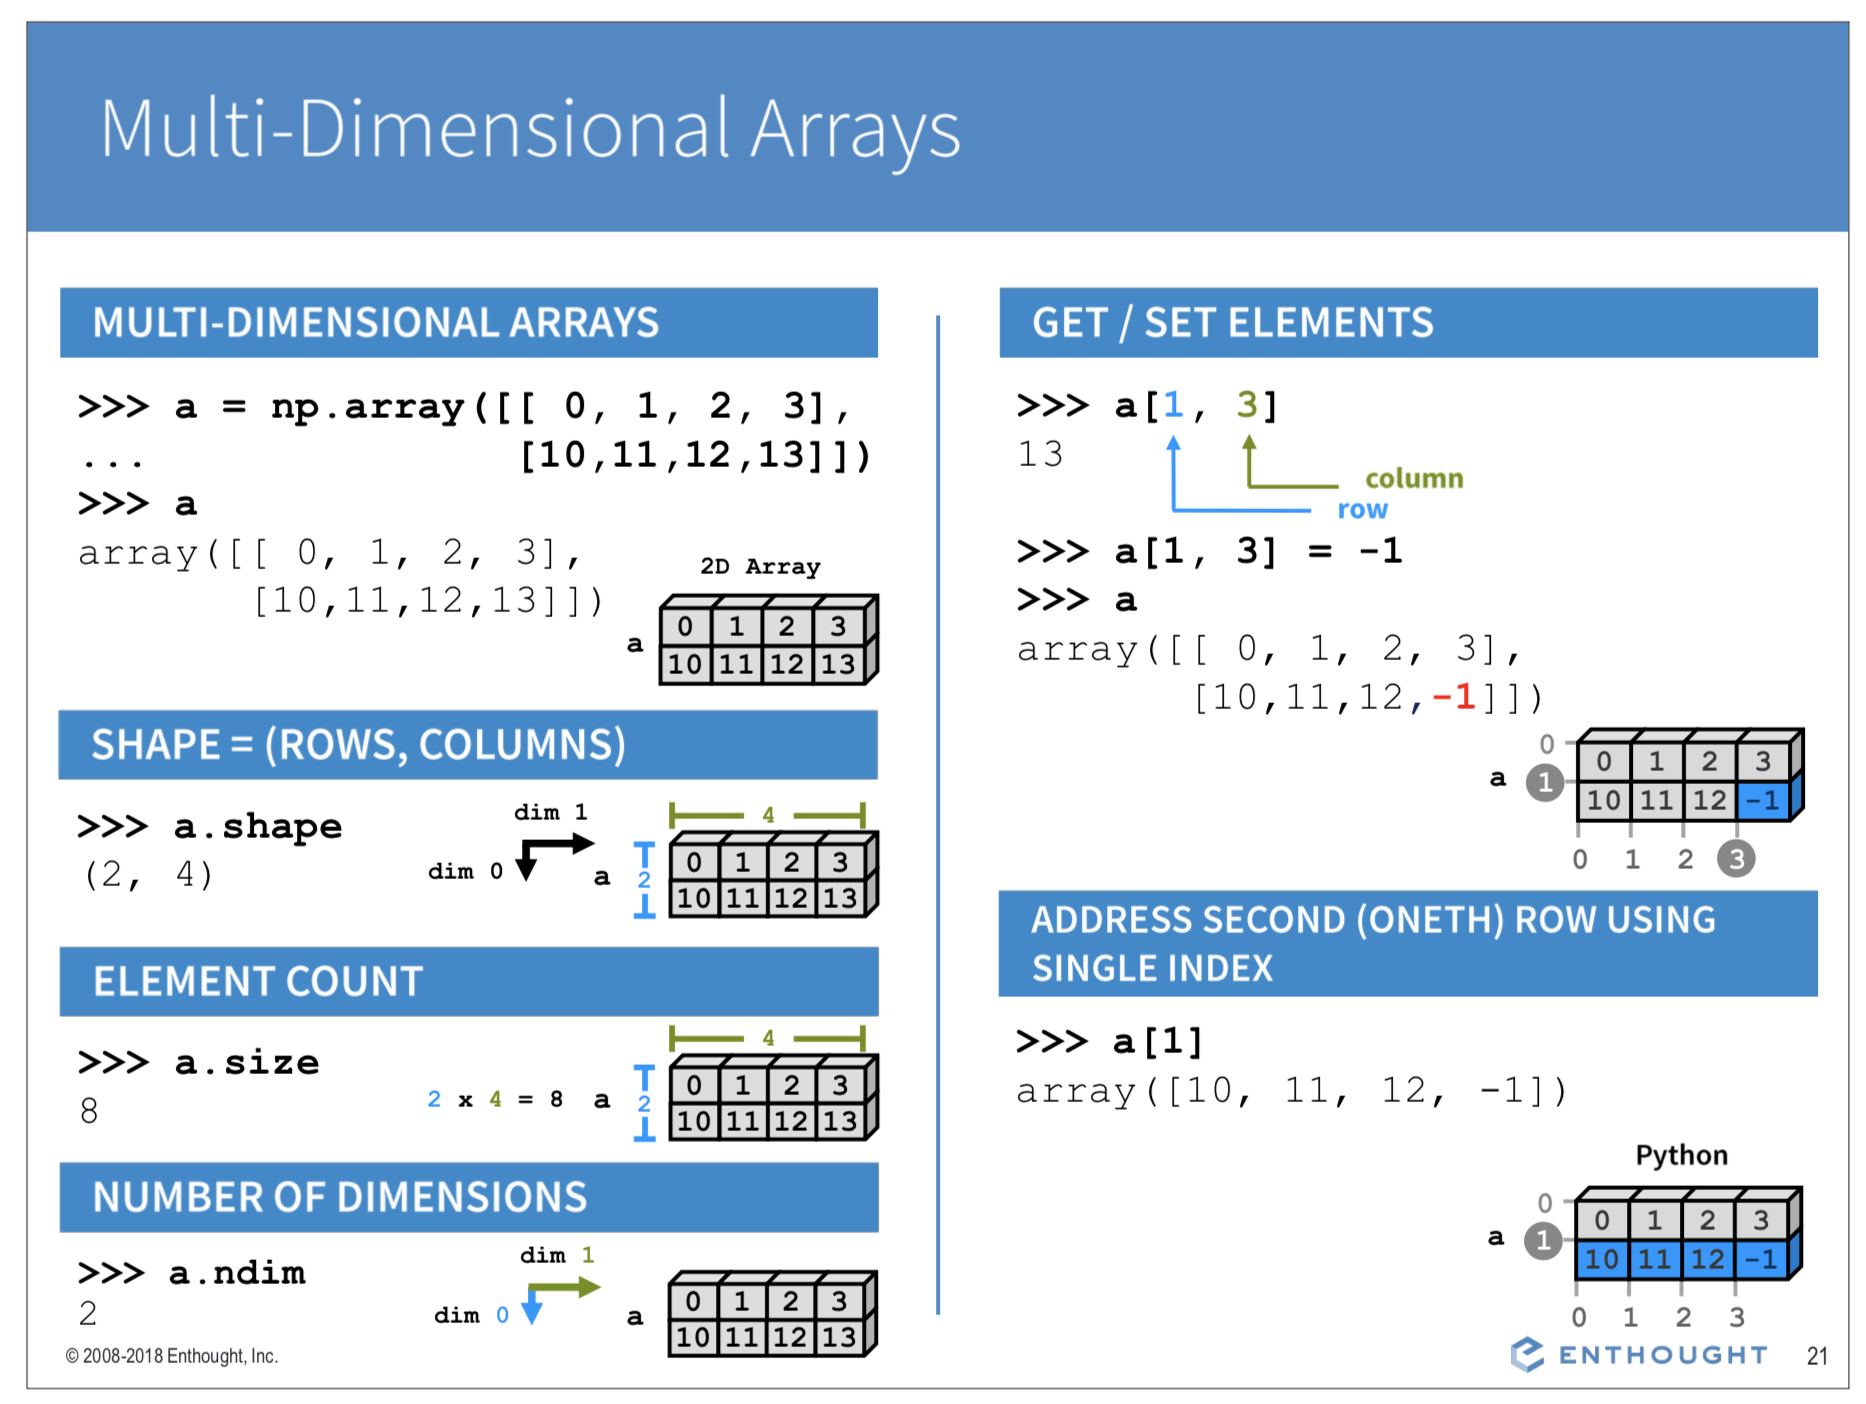 Multi-Dimensional Arrays
MULTI-DIMENSIONAL ARRAYS
>>> a = np.array([[ 0, 1, 2, 3],
... [10,11,12,13]])
>>> a
array([[ 0, 1, 2, 3],
[10,11,12,13]])
2D Array
a
0 1 2 3
10 11 12 13
SHAPE = (ROWS, COLUMNS)
>>> a.shape
(2, 4)
dim 1
dim 0
a
4
2
0 1 2 3
10 11 12 13
ELEMENT COUNT
>>> a.size
8
2 x 4 = 8
a
4
2
0 1 2 3
10 11 12 13
NUMBER OF DIMENSIONS
>>> a.ndim
2
dim 1
dim 0
a
0 1 2 3
10 11 12 13
GET / SET ELEMENTS
>>> a[1, 3]
13
column
row
>>> a[1, 3] = -1
>>> a
array([[ 0, 1, 2, 3],
[10,11,12,-1]])
a
0
1
0 1 2 3
10 11 12 -1
0 1 2 3
ADDRESS SECOND (ONETH) ROW USING
SINGLE INDEX
>>> a[1]
array([10, 11, 12, -1])
Python
a
0
1
0 1 2 3
10 11 12 -1
0 1 2 3
© 2008-2018 Enthought, Inc.
ENTHOUGHT
21